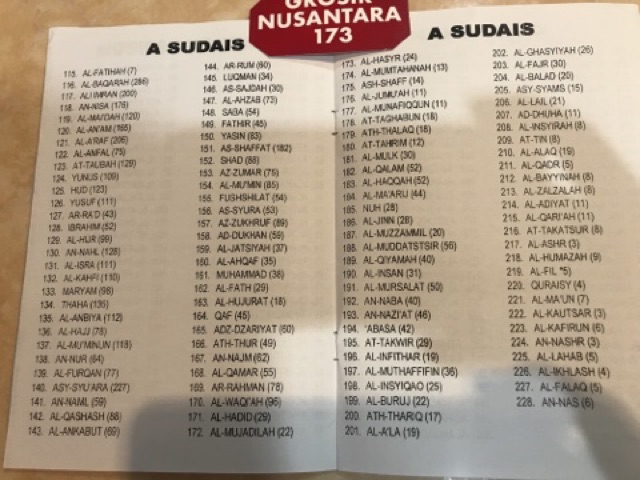 GROSIR
NUSANTARA
173
A SUDAIS
115. AL-FATIHAH (7)
116. AL-BAQARAH (286)
117. ALI IMRAN (200)
118. AN-NISA (176)
119. AL-MAI'DAH (120)
120. AL-AN'AM (165)
121. AL-A'RAF (206)
122. AL-ANFAL (75)
123. AT-TAUBAH (129)
124. YUNUS (109)
125. HUD (123)
126. YUSUF (111)
127. AR-RA'D (43)
128. IBRAHIM (52)
129. AL-HIJR (99)
130. AN-NAHL (128)
131. AL-ISRA (111)
132. AL-KAHFI (110)
133. MARYAM (98)
134. THAHA (135)
135. AL-ANBIYA (112)
136. AL-HAJJ (78)
137. AL-MU'MINUN (118)
138. AN-NUR (64)
139. AL-FURQAN (77)
140. ASY-SYU'ARA (227)
141. AN-NAML (59)
142. AL-QASHASH (88)
143. AL-ANKABUT (69)
144. AR-RUM (60)
145. LUQMAN (34)
146. AS-SAJDAH (30)
147. AL-AHZAB (73)
148. SABA (54)
149. FATHIR (45)
150. YASIN (83)
151. AS-SHAFFAT (182)
152. SHAD (88)
153. AZ-ZUMAR (75)
154. AL-MU'MIN (85)
155. FUSHSHILAT (54)
156. AS-SYURA (53)
157. AZ-ZUKHRUF (89)
158. AD-DUKHAN (59)
159. AL-JATSIYAH (37)
160. AL-AHQAF (35)
161. MUHAMMAD (38)
162. AL-FATH (29)
163. AL-HUJURAT (18)
164. QAF (45)
165. ADZ-DZARIYAT (60)
166. ATH-THUR (49)
167. AN-NAJM (62)
168. AL-QAMAR (55)
169. AR-RAHMAN (78)
170. AL-WAQI'AH (96)
171. AL-HADID (29)
172. AL-MUJADILAH (22)
A SUDAIS
173. AL-HASYR (24)
174. AL-MUMTAHANAH (13)
175. ASH-SHAFF (14)
176. AL-JUMU'AH (11)
177. AL-MUNAFIQQUN (11)
178. AT-TAGHABUN (18)
179. ATH-THALAQ (18)
180. AT-TAHRIM (12)
181. AL-MULK (30)
182. AL-QALAM (52)
183. AL-HAQQAH (52)
184. AL-MA'ARU (44)
185. NUH (28)
186. AL-JINN (28)
187. AL-MUZZAMMIL (20)
188. AL-MUDDATSTSIR (56)
189. AL-QIYAMAH (40)
190. AL-INSAN (31)
191. AL-MURSALAT (50)
192. AN-NABA (40)
193. AN-NAZI'AT (46)
194. 'ABASA (42)
195. AT-TAKWIR (29)
196. AL-INFITHAR (19)
197. AL-MUTHAFFIFIN (36)
198. AL-INSYIQAO (25)
199. AL-BURUJ (22)
200. ATH-THARIQ (17)
201. AL-A'LA (19)
202. AL-GHASYIYAH (26)
203. AL-FAJR (30)
204. AL-BALAD (20)
205. ASY-SYAMS (15)
206. AL-LAIL (21)
207. AD-DHUHA (11)
208. AL-INSYIRAH (8)
209. AT-TIN (8)
210. AL-ALAQ (19)
211. AL-QADR (5)
212. AL-BAYYINAH (8)
213. AL-ZALZALAH (8)
214. AL-ADIYAT (11)
215. AL-QARI'AH (11)
216. AT-TAKATSUR (8)
217. AL-ASHR (3)
218. AL-HUMAZAH (9)
219. AL-FIL *5)
220. QURAISY (4)
221. AL-MA'UN (7)
222. AL-KAUTSAR (3)
223. AL-KAFIRUN (6)
224. AN-NASHR (3)
225. AL-LAHAB (5)
226. AL-IKHLASH (4)
227. AL-FALAQ (5)
228. AN-NAS (6)